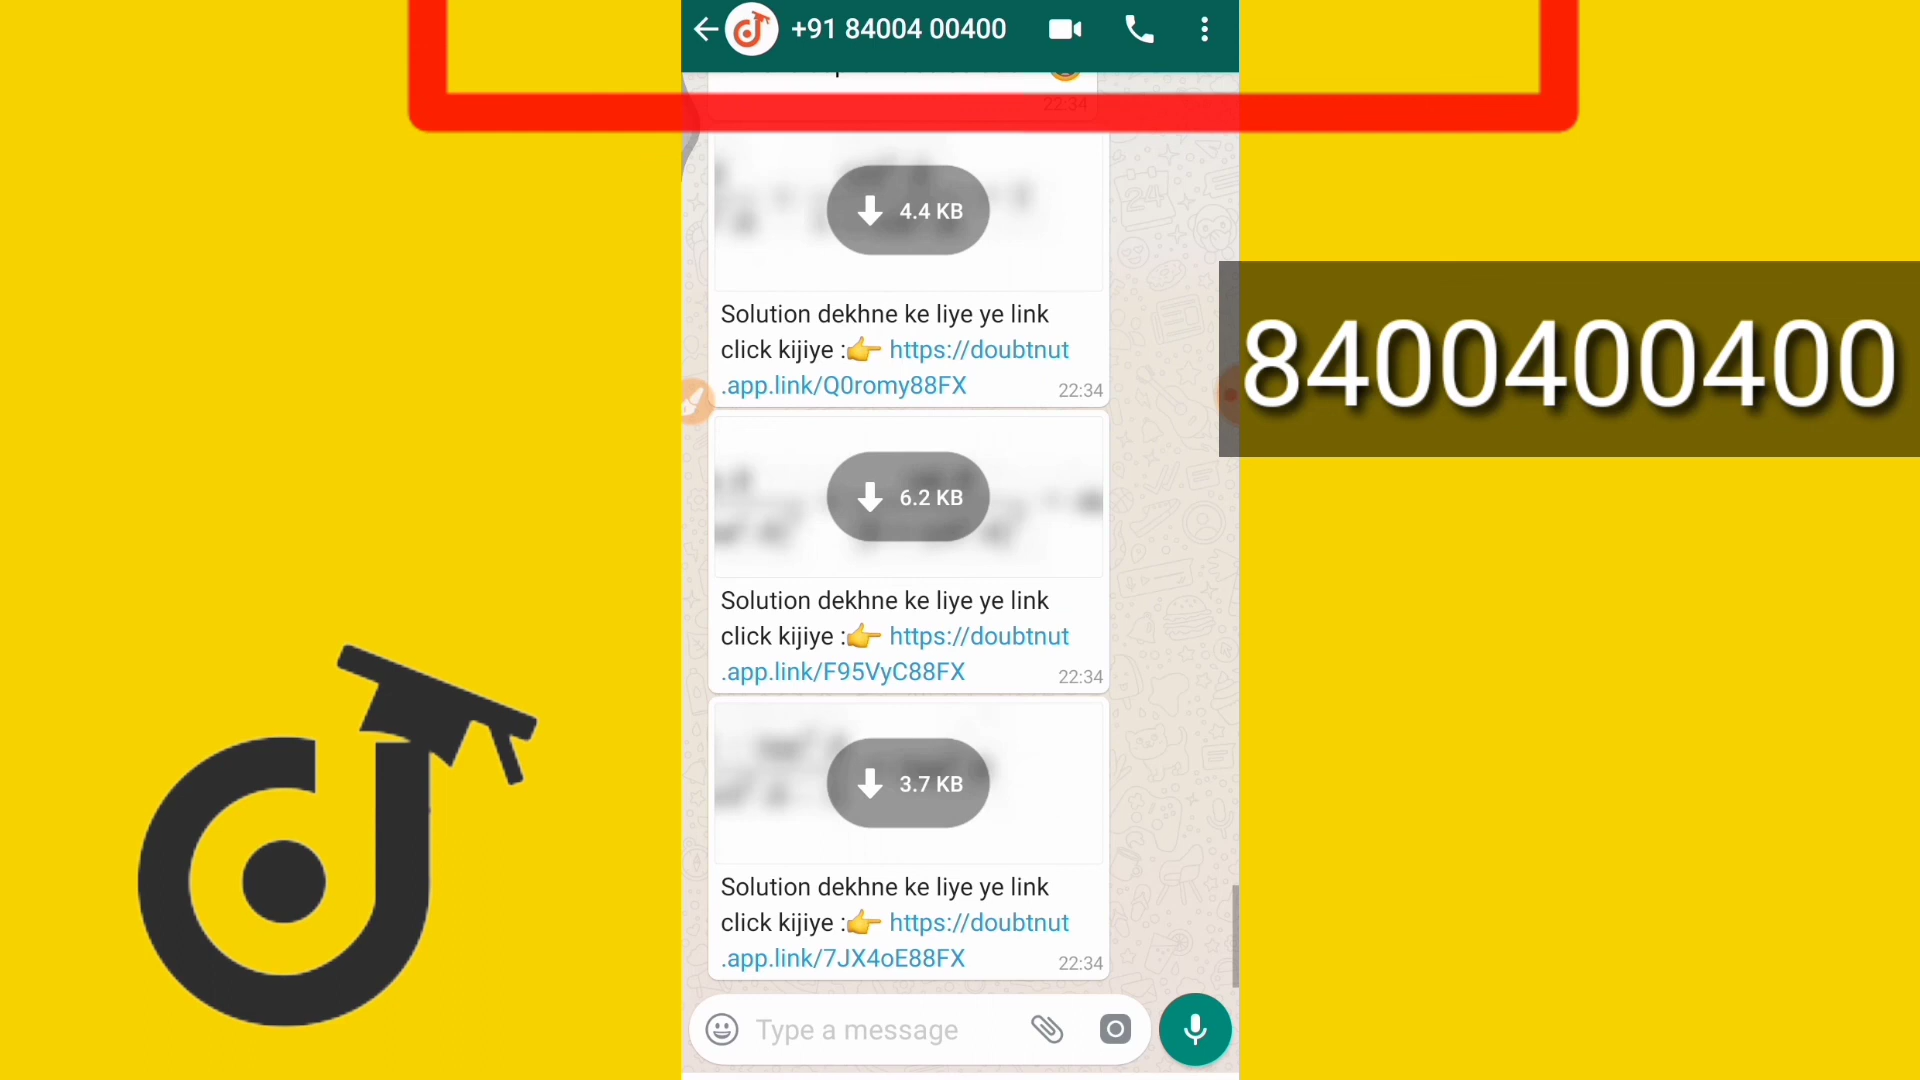 +91 84004 00400
22:34
4.4 KB
Solution dekhne ke liye ye link
click kijiye :👉 https://doubtnut
.app.link/Q0romy88FX 22:34
8400400400
6.2 KB
Solution dekhne ke liye ye link
click kijiye :👉 https://doubtnut
.app.link/F95VyC88FX 22:34
3.7 KB
Solution dekhne ke liye ye link
click kijiye :👉 https://doubtnut
.app.link/7JX4oE88FX 22:34
Type a message